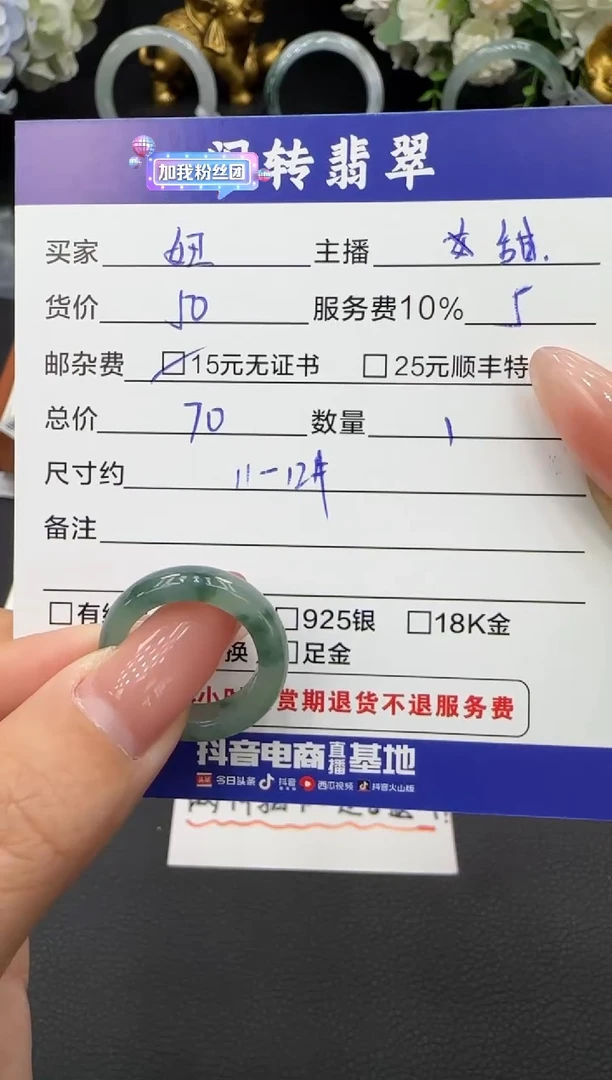 加我粉丝团
转翡翠
买家 妞 主播 甜.
货价 50 服务费10% 5
邮杂费 15元无证书 25元顺丰特
总价 70 数量 1
尺寸约 11-12#
备注
有 925银 18K金
换 足金
赏期退货不退服务费
抖音电商直播基地
头条 今日头条 抖音 西瓜视频 抖音火山版